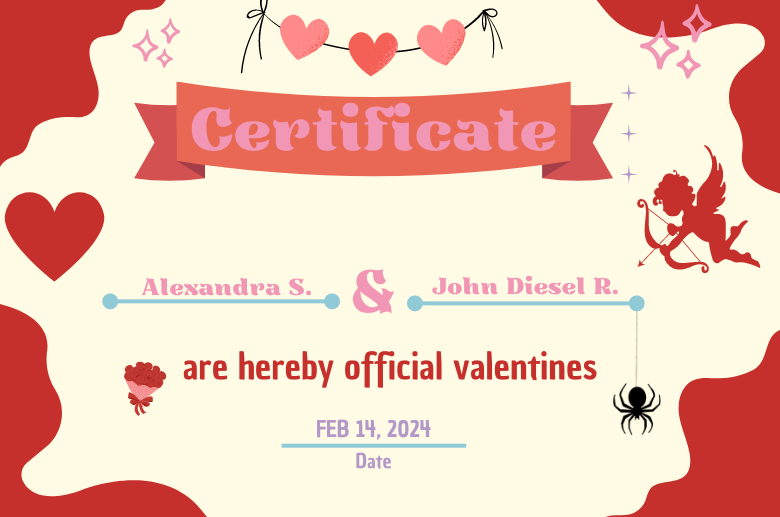 Certificate
Alexandra S. & John Diesel R.
are hereby official valentines
FEB 14, 2024
Date